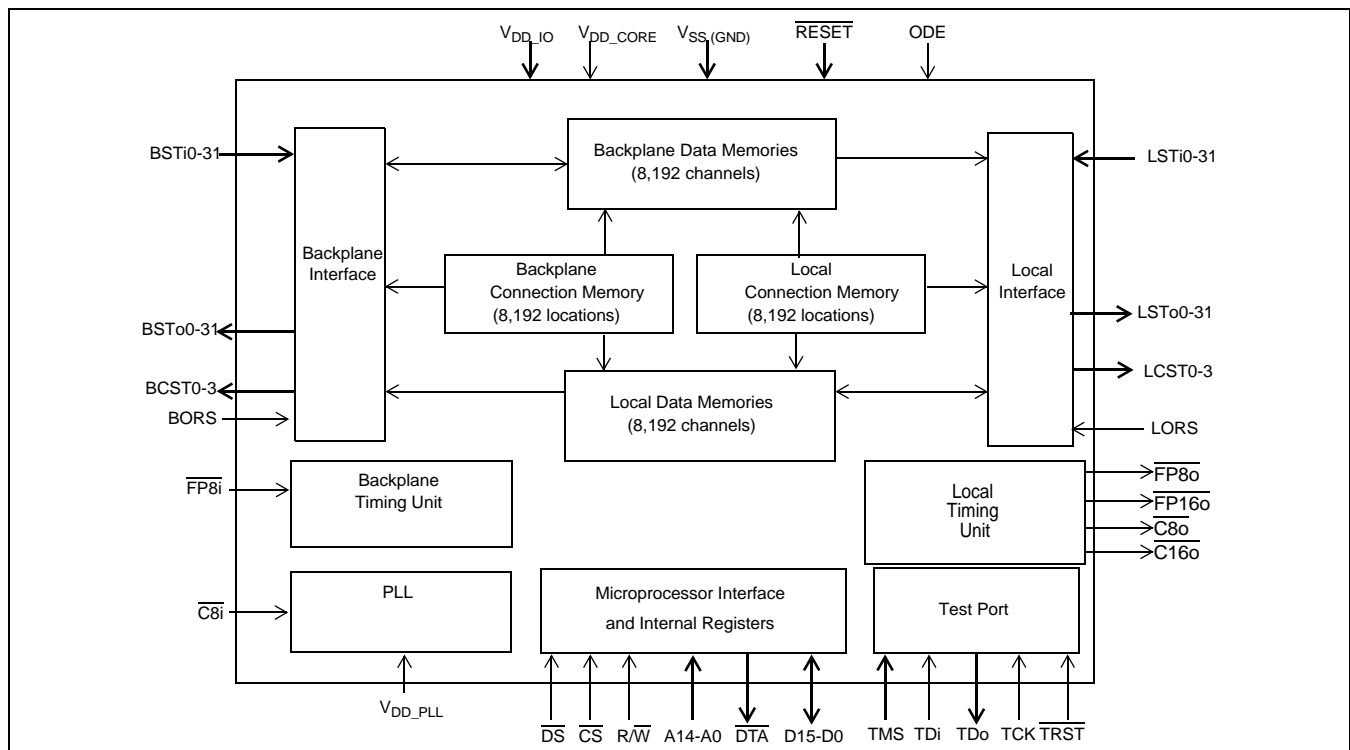 V_DD_IO V_DD_CORE V_SS (GND) RESET ODE
BSTi0-31
Backplane Data Memories
(8,192 channels)
LSTi0-31
Backplane
Interface
Backplane
Connection Memory
(8,192 locations)
Local
Connection Memory
(8,192 locations)
Local
Interface
BSTo0-31
LSTo0-31
BCST0-3
LCST0-3
BORS
Local Data Memories
(8,192 channels)
LORS
FP8i
Backplane
Timing Unit
Local
Timing
Unit
FP8o
FP16o
C8o
C16o
C8i
PLL
Microprocessor Interface
and Internal Registers
Test Port
V_DD_PLL
DS CS R/W A14-A0 DTA D15-D0 TMS TDi TDo TCK TRST